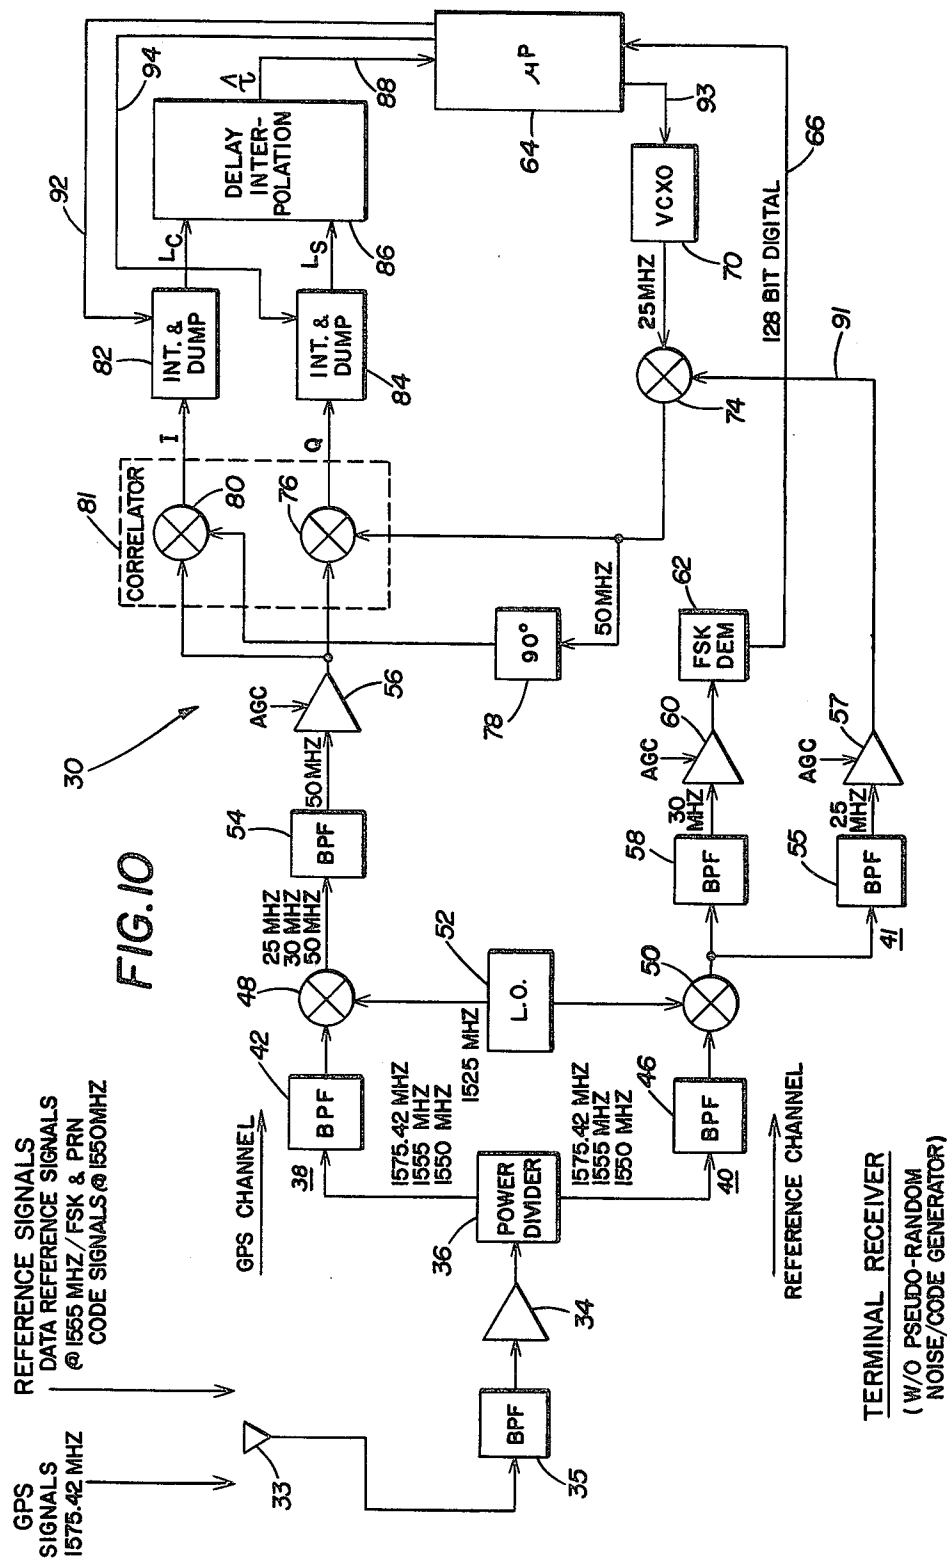 FIG.10
GPS
SIGNALS
1575.42 MHZ
REFERENCE SIGNALS
DATA REFERENCE SIGNALS
@ 1555 MHZ/ FSK & PRN
CODE SIGNALS @ 1550MHZ
30
33
BPF
35
34
POWER
DIVIDER
36
GPS CHANNEL
38
BPF
42
1575.42 MHZ
1555 MHZ
1550 MHZ
48
1525 MHZ
L.O.
52
25 MHZ
30 MHZ
50 MHZ
BPF
54
50MHZ
AGC
56
CORRELATOR
81
80
76
90°
78
50MHZ
I
Q
INT. &
DUMP
82
INT. &
DUMP
84
LC
LS
DELAY
INTER-
POLATION
86
τ̂
88
92
94
μP
64
93
VCXO
70
25MHZ
74
128 BIT DIGITAL
66
91
1575.42 MHZ
1555 MHZ
1550 MHZ
40
BPF
46
REFERENCE CHANNEL
50
BPF
58
30
MHZ
AGC
60
FSK
DEM
62
41
BPF
55
25
MHZ
AGC
57
TERMINAL RECEIVER
(W/O PSEUDO-RANDOM
NOISE/CODE GENERATOR)